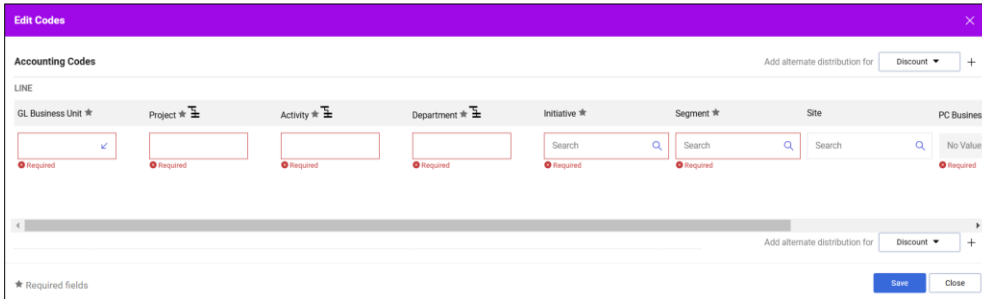 Edit Codes
Accounting Codes
Add alternate distribution for Discount
LINE
GL Business Unit Project Activity Department Initiative Segment Site PC Busines
Search Search Search No Value
Required Required Required Required Required Required Required
Add alternate distribution for Discount
Required fields
Save Close